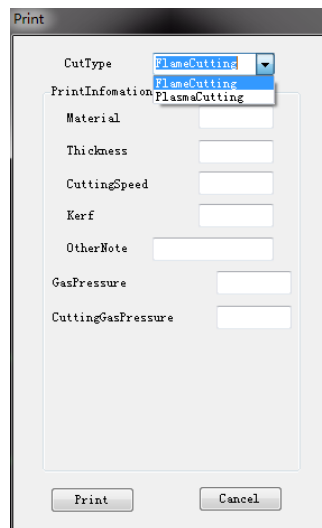 Print
CutType FlameCutting
FlameCutting
PlasmaCutting
PrintInfomation
Material
Thickness
CuttingSpeed
Kerf
OtherNote
GasPressure
CuttingGasPressure
Print Cancel